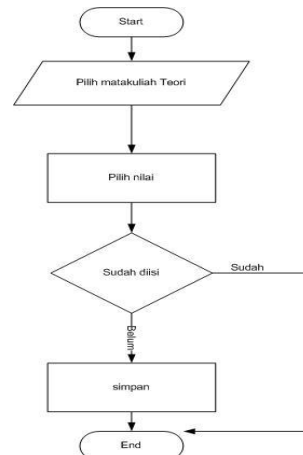 Start
Pilih matakuliah Teori
Pilih nilai
Sudah diisi
Sudah
Belum
simpan
End